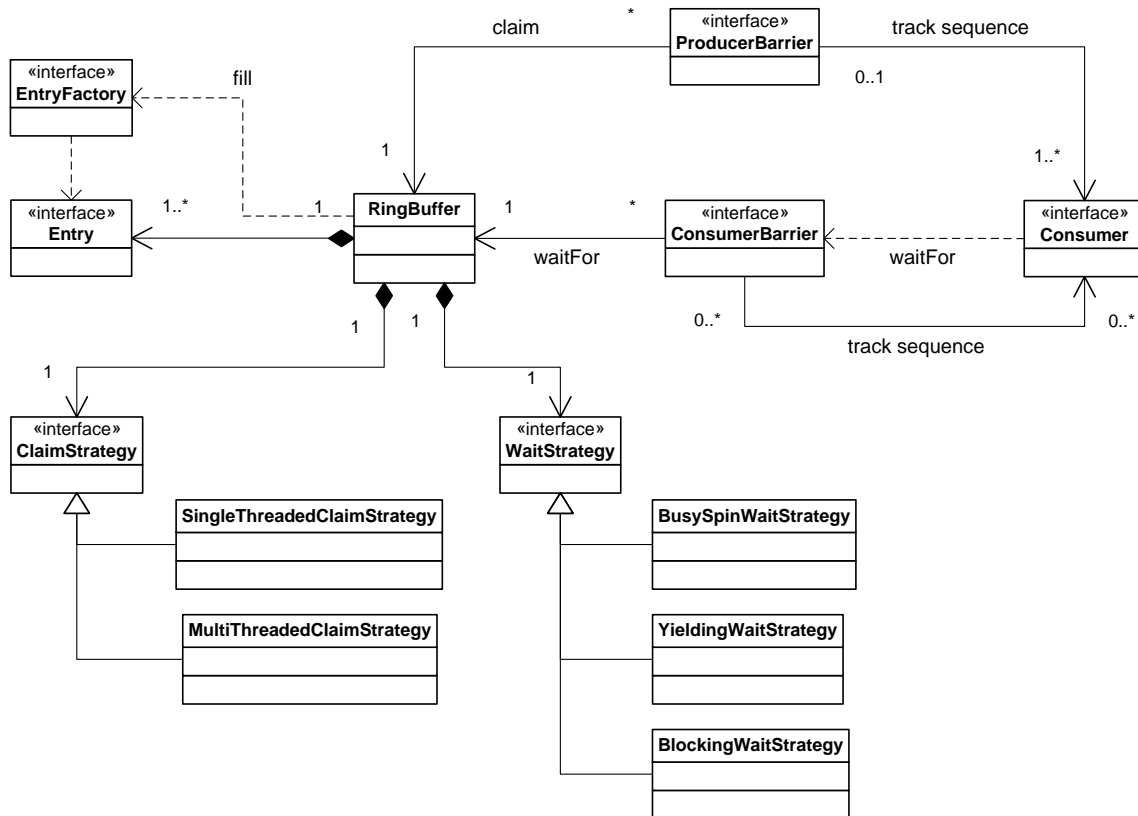 claim
*
«interface»
ProducerBarrier
track sequence
0..1
«interface»
EntryFactory
fill
1
1..*
«interface»
Entry
1..*
1
RingBuffer
1
*
«interface»
ConsumerBarrier
waitFor
waitFor
«interface»
Consumer
1
1
0..*
0..*
track sequence
1
1
«interface»
ClaimStrategy
«interface»
WaitStrategy
SingleThreadedClaimStrategy
BusySpinWaitStrategy
MultiThreadedClaimStrategy
YieldingWaitStrategy
BlockingWaitStrategy